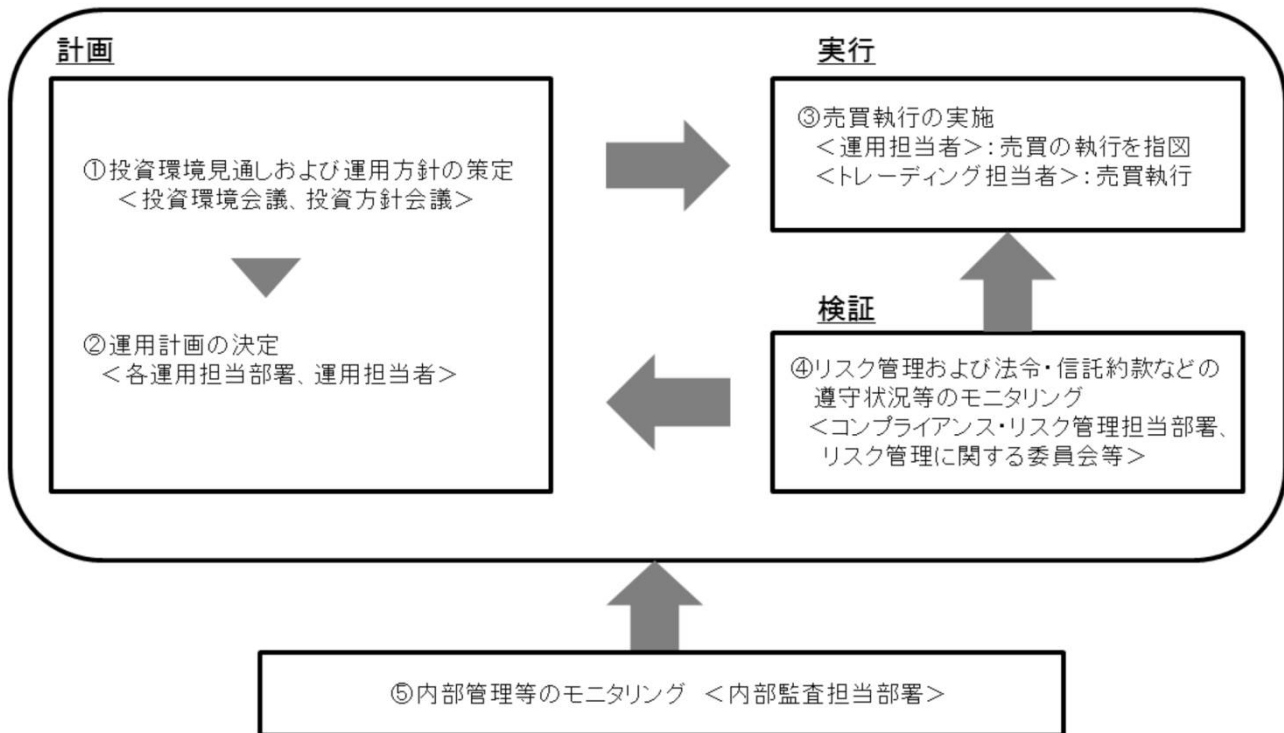 計画
①投資環境見通しおよび運用方針の策定
＜投資環境会議、投資方針会議＞
②運用計画の決定
＜各運用担当部署、運用担当者＞
実行
③売買執行の実施
＜運用担当者＞：売買の執行を指図
＜トレーディング担当者＞：売買執行
検証
④リスク管理および法令・信託約款などの
遵守状況等のモニタリング
＜コンプライアンス・リスク管理担当部署、
リスク管理に関する委員会等＞
⑤内部管理等のモニタリング ＜内部監査担当部署＞